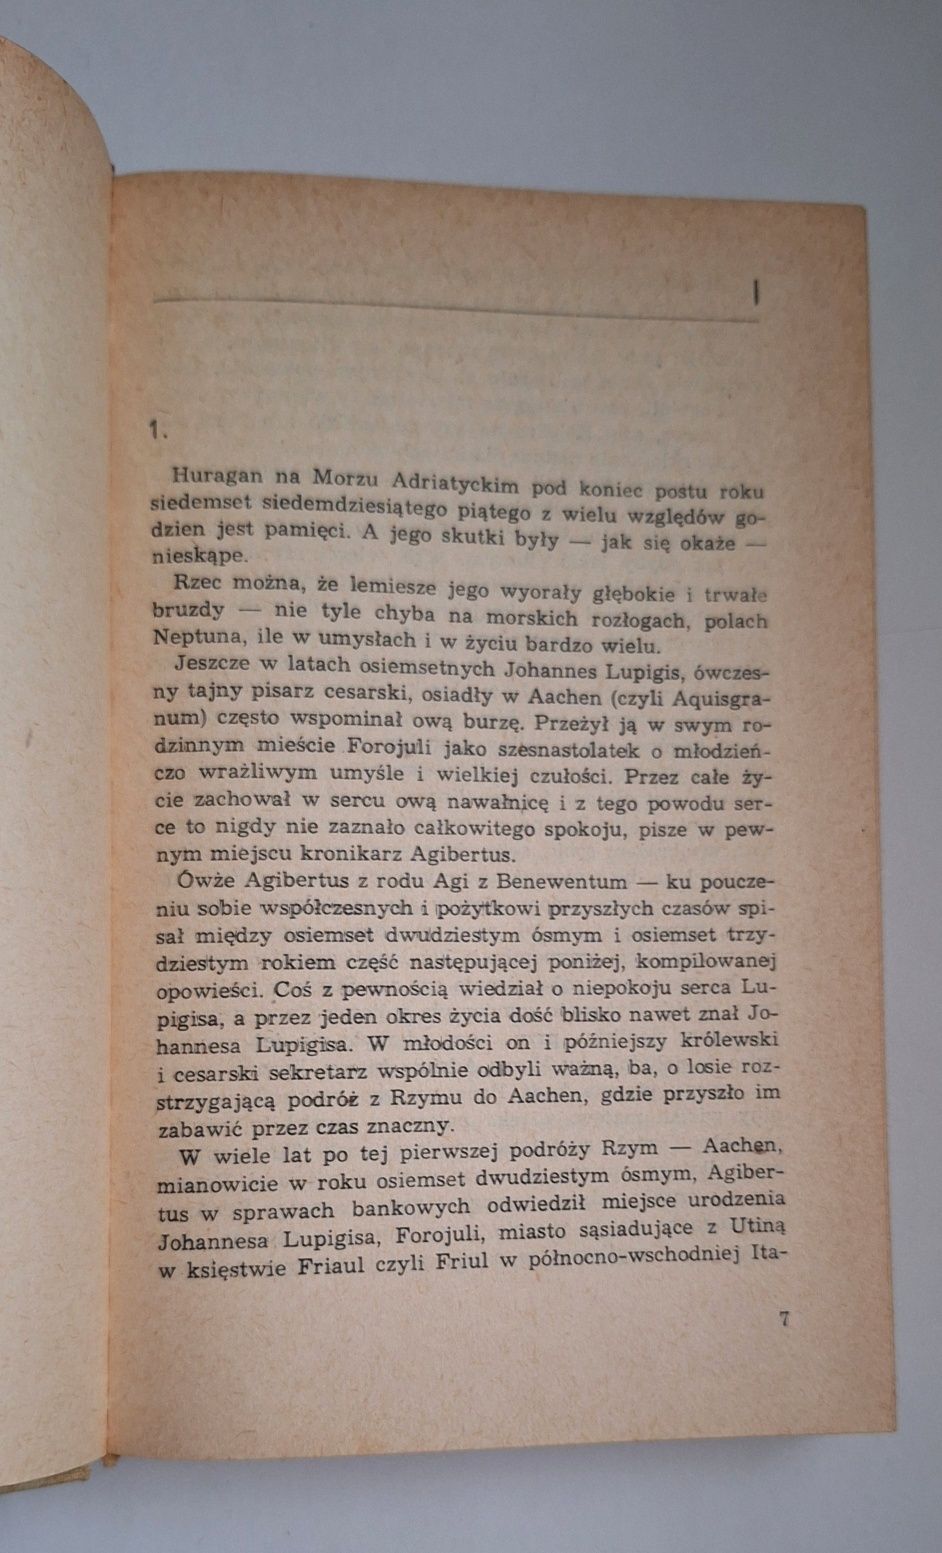 I
1.
Huragan na Morzu Adriatyckim pod koniec postu roku
siedemset siedemdziesiątego piątego z wielu względów go-
dzien jest pamięci. A jego skutki były — jak się okaże —
nieskąpe.
Rzec można, że lemiesze jego wyorały głębokie i trwałe
bruzdy — nie tyle chyba na morskich rozłogach, polach
Neptuna, ile w umysłach i w życiu bardzo wielu.
Jeszcze w latach osiemsetnych Johannes Lupigis, ówczes-
ny tajny pisarz cesarski, osiadły w Aachen (czyli Aquisgra-
num) często wspominał ową burzę. Przeżył ją w swym ro-
dzinnym mieście Forojuli jako szesnastolatek o młodzień-
czo wrażliwym umyśle i wielkiej czułości. Przez całe ży-
cie zachował w sercu ową nawałnicę i z tego powodu ser-
ce to nigdy nie zaznało całkowitego spokoju, pisze w pew-
nym miejscu kronikarz Agibertus.
Ówże Agibertus z rodu Agi z Benewentum — ku poucze-
niu sobie współczesnych i pożytkowi przyszłych czasów spi-
sał między osiemset dwudziestym ósmym i osiemset trzy-
dziestym rokiem część następującej poniżej, kompilowanej
opowieści. Coś z pewnością wiedział o niepokoju serca Lu-
pigisa, a przez jeden okres życia dość blisko nawet znał Jo-
hannesa Lupigisa. W młodości on i późniejszy królewski
i cesarski sekretarz wspólnie odbyli ważną, ba, o losie roz-
strzygającą podróż z Rzymu do Aachen, gdzie przyszło im
zabawić przez czas znaczny.
W wiele lat po tej pierwszej podróży Rzym — Aachen,
mianowicie w roku osiemset dwudziestym ósmym, Agiber-
tus w sprawach bankowych odwiedził miejsce urodzenia
Johannesa Lupigisa, Forojuli, miasto sąsiadujące z Utiną
w księstwie Friaul czyli Friul w północno-wschodniej Ita-
7